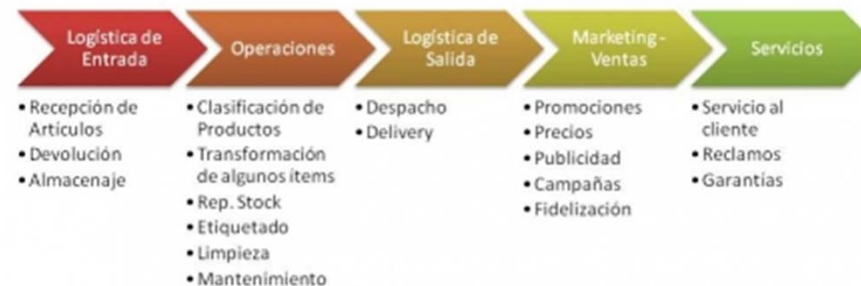 Logística de
Entrada
Operaciones
Logística de
Salida
Marketing -
Ventas
Servicios
• Recepción de
Artículos
• Devolución
• Almacenaje
• Clasificación de
Productos
• Transformación
de algunos ítems
• Rep. Stock
• Etiquetado
• Limpieza
• Mantenimiento
• Despacho
• Delivery
• Promociones
• Precios
• Publicidad
• Campañas
• Fidelización
• Servicio al
cliente
• Reclamos
• Garantías